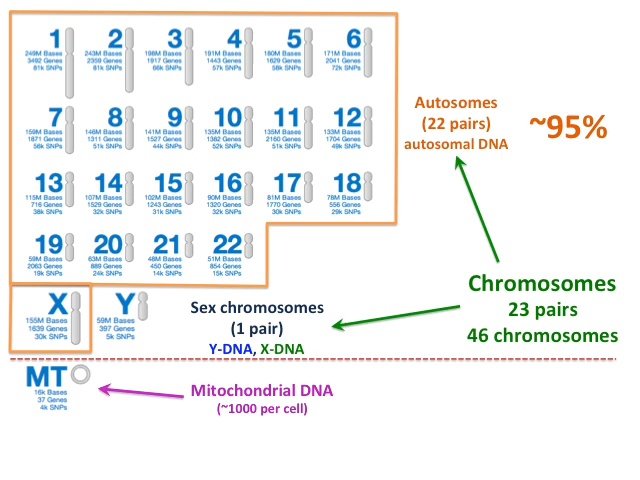 1
249M Bases
3492 Genes
81k SNPs
2
243M Bases
2359 Genes
81k SNPs
3
198M Bases
1917 Genes
66k SNPs
4
191M Bases
1443 Genes
57k SNPs
5
180M Bases
1629 Genes
58k SNPs
6
171M Bases
2041 Genes
72k SNPs
7
159M Bases
1871 Genes
56k SNPs
8
146M Bases
1311 Genes
51k SNPs
9
141M Bases
1527 Genes
44k SNPs
10
135M Bases
1382 Genes
52k SNPs
11
135M Bases
2160 Genes
51k SNPs
12
133M Bases
1704 Genes
49k SNPs
Autosomes
(22 pairs)
autosomal DNA
~95%
13
115M Bases
716 Genes
38k SNPs
14
107M Bases
1529 Genes
32k SNPs
15
102M Bases
1243 Genes
31k SNPs
16
90M Bases
1320 Genes
32k SNPs
17
81M Bases
1770 Genes
30k SNPs
18
78M Bases
556 Genes
29k SNPs
19
59M Bases
2063 Genes
19k SNPs
20
63M Bases
889 Genes
24k SNPs
21
48M Bases
450 Genes
14k SNPs
22
51M Bases
854 Genes
15k SNPs
X
155M Bases
1639 Genes
30k SNPs
Y
59M Bases
397 Genes
5k SNPs
Sex chromosomes
(1 pair)
Y-DNA, X-DNA
Chromosomes
23 pairs
46 chromosomes
MT
16k Bases
37 Genes
4k SNPs
Mitochondrial DNA
(~1000 per cell)